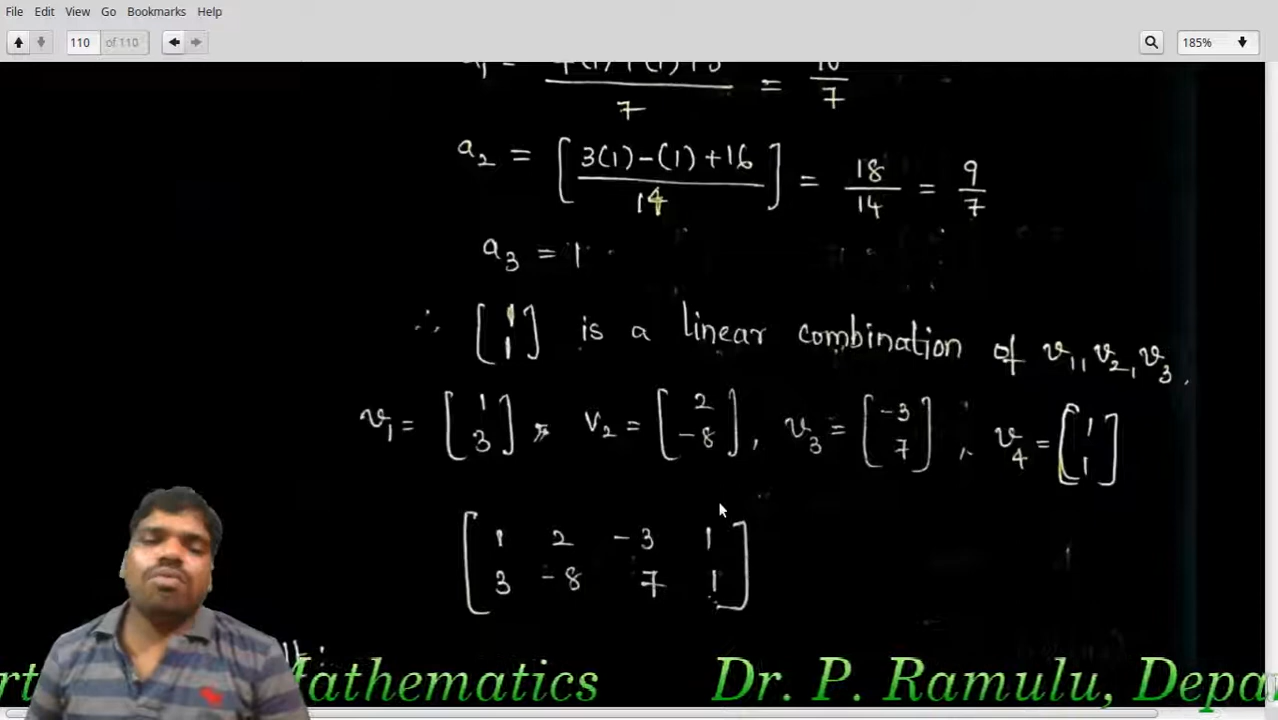 File Edit View Go Bookmarks Help
110 of 110 185%
7 = 7
a₂ = [ (3(1) - (1) + 16) / 14 ] = 18/14 = 9/7
a₃ = 1
∴ [1 1] is a linear combination of v₁, v₂, v₃.
v₁ = [1 3], v₂ = [2 -8], v₃ = [-3 7], v₄ = [1 1]
[ 1 2 -3 1
3 -8 7 1 ]
Mathematics Dr. P. Ramulu, Depa